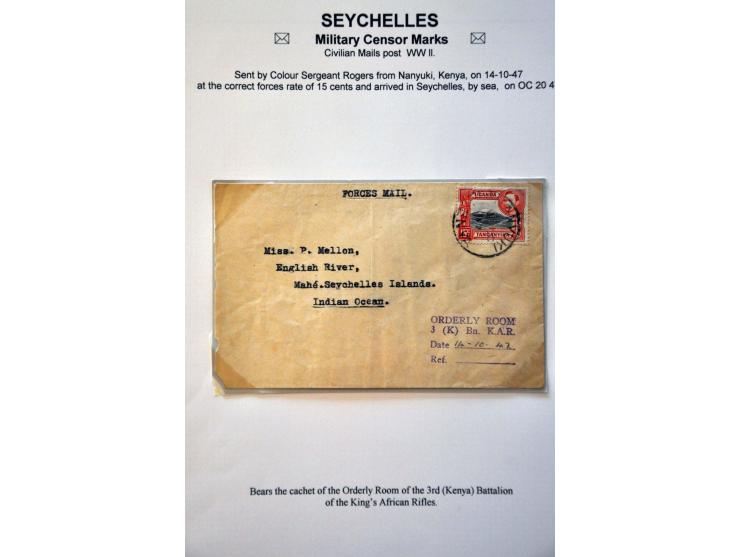 SEYCHELLES
Military Censor Marks
Civilian Mails post WW II.
Sent by Colour Sergeant Rogers from Nanyuki, Kenya, on 14-10-47
at the correct forces rate of 15 cents and arrived in Seychelles, by sea, on OC 20 4
FORCES MAIL.
UGANDA
TANGANYIKA
Miss. P. Mellon,
English River,
Mahé.Seychelles Islands.
Indian Ocean.
ORDERLY ROOM
3 (K) Bn. K.A.R.
Date 14-10-47
Ref.
Bears the cachet of the Orderly Room of the 3rd (Kenya) Battalion
of the King's African Rifles.